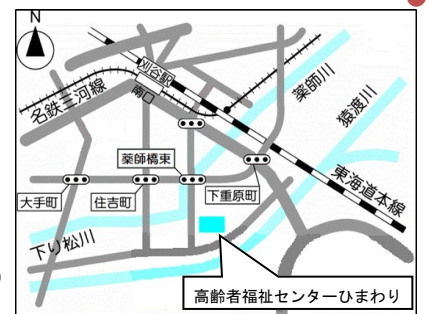 N
刈谷駅
南口
名鉄三河線
薬師川
猿渡川
東海道本線
薬師橋東
大手町
住吉町
下重原町
下り松川
高齢者福祉センターひまわり